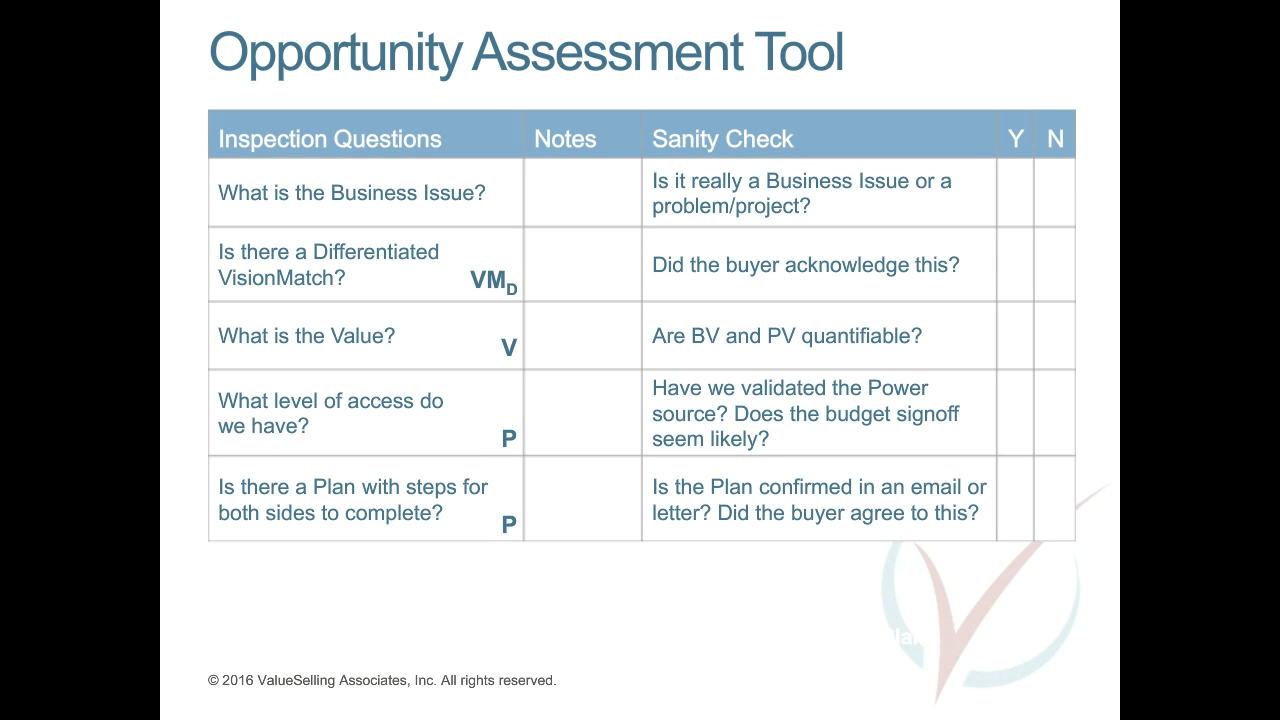 Opportunity Assessment Tool
Inspection Questions Notes Sanity Check Y N
What is the Business Issue?
Is it really a Business Issue or a
problem/project?
Is there a Differentiated
VisionMatch?
VMD
Did the buyer acknowledge this?
What is the Value?
V
Are BV and PV quantifiable?
What level of access do
we have?
P
Have we validated the Power
source? Does the budget signoff
seem likely?
Is there a Plan with steps for
both sides to complete?
P
Is the Plan confirmed in an email or
letter? Did the buyer agree to this?
© 2016 ValueSelling Associates, Inc. All rights reserved.